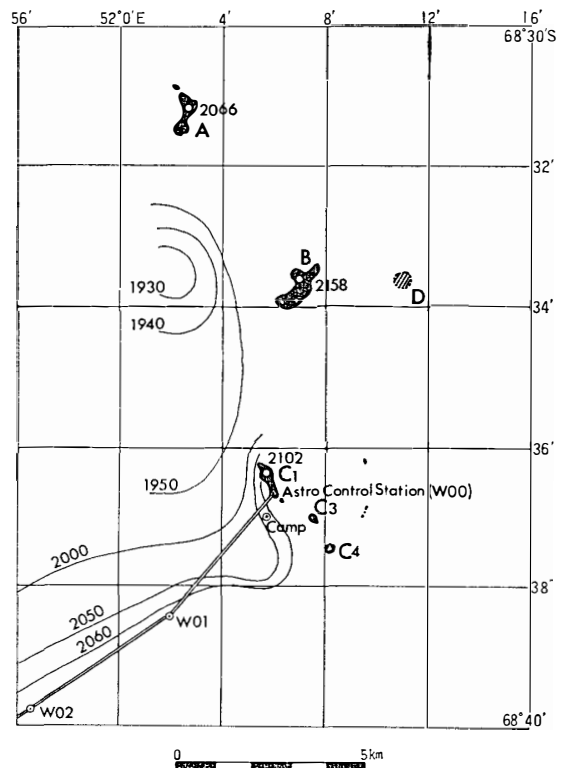 56′ 52°0′E 4′ 8′ 12′ 16′
68°30′S
2066
A
32′
B
2158
D
1930
34′
1940
36′
2102
C1
1950
Astro Control Station (W00)
C3
Camp
C4
2000
38′
2050
W01
2060
W02
68°40′
0 5km